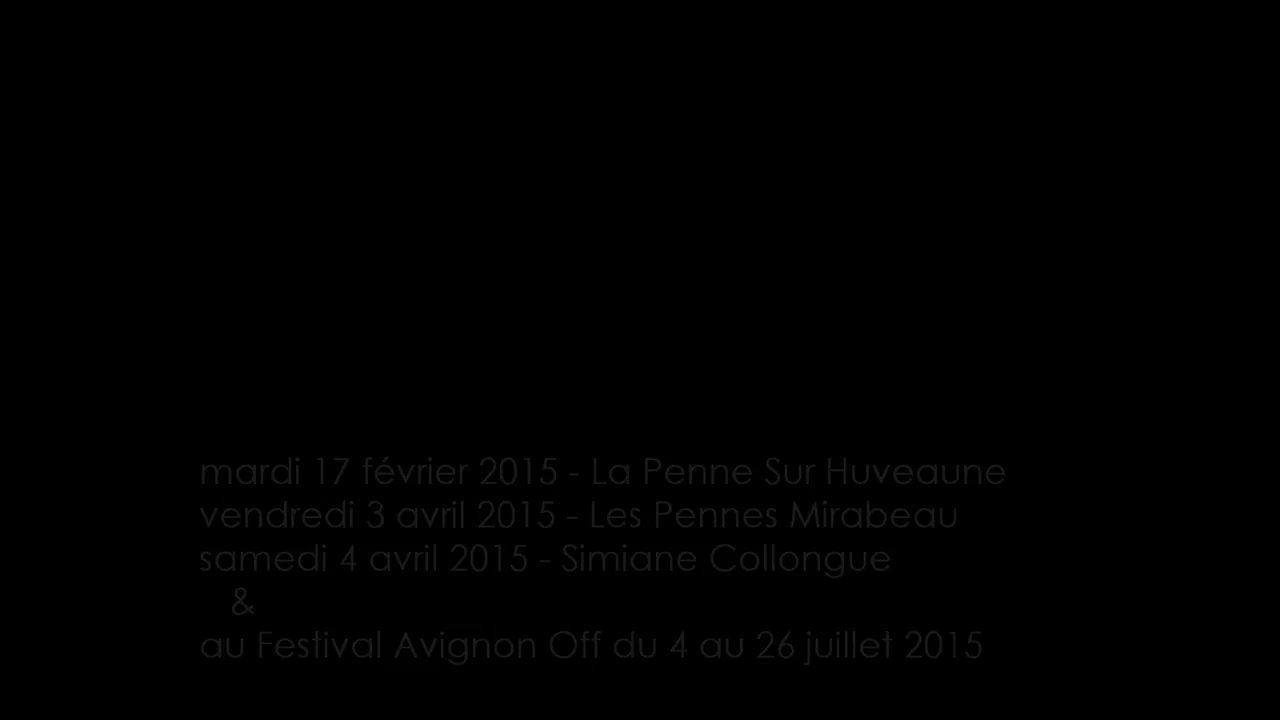 mardi 17 février 2015 - La Penne Sur Huveaune
vendredi 3 avril 2015 - Les Pennes Mirabeau
samedi 4 avril 2015 - Simiane Collongue
&
au Festival Avignon Off du 4 au 26 juillet 2015